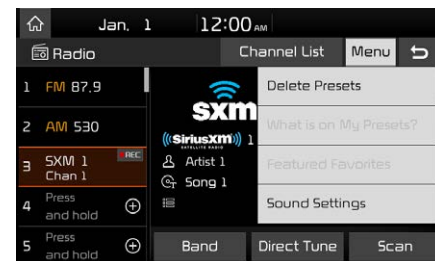 Jan. 1 12:00 AM
Radio Channel List Menu
1 FM 87.9
2 AM 530
3 SXM 1 REC
Chan 1
4 Press
and hold
5 Press
and hold
sxm
((SiriusXM)) 1
SATELLITE RADIO
Artist 1
Song 1
Delete Presets
What is on My Presets?
Featured Favorites
Sound Settings
Band Direct Tune Scan